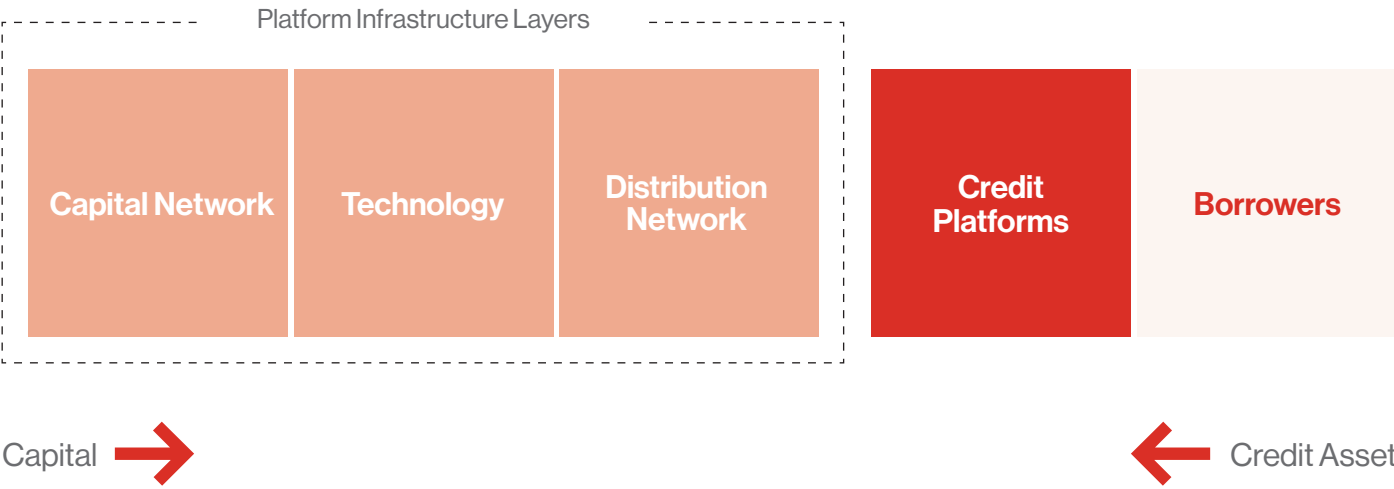 Platform Infrastructure Layers
Capital Network
Technology
Distribution
Network
Credit
Platforms
Borrowers
Capital
Credit Asset